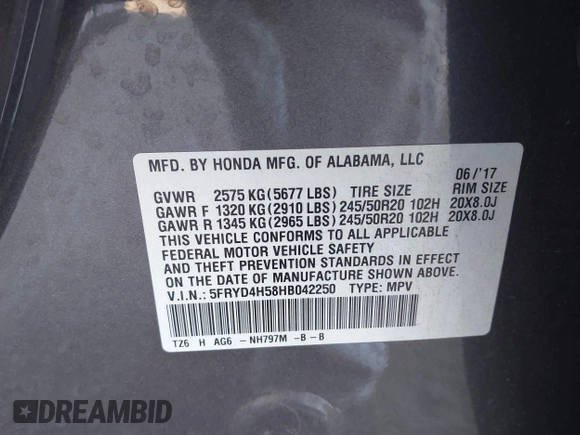 MFD. BY HONDA MFG. OF ALABAMA, LLC 06/'17
GVWR 2575 KG(5677 LBS) TIRE SIZE RIM SIZE
GAWR F 1320 KG(2910 LBS)245/50R20 102H 20X8.0J
GAWR R 1345 KG(2965 LBS)245/50R20 102H 20X8.0J
THIS VEHICLE CONFORMS TO ALL APPLICABLE
FEDERAL MOTOR VEHICLE SAFETY
AND THEFT PREVENTION STANDARDS IN EFFECT
ON THE DATE OF MANUFACTURE SHOWN ABOVE.
V.I.N.: 5FRYD4H58HB042250 TYPE: MPV
TZ6 H AG6 - NH797M -B - B
DREAMBID